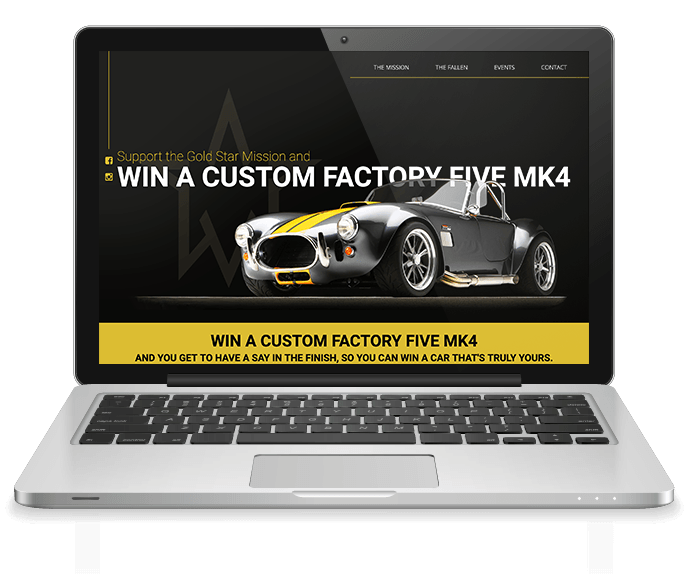 THE MISSION THE FALLEN EVENTS CONTACT
Support the Gold Star Mission and
WIN A CUSTOM FACTORY FIVE MK4
WIN A CUSTOM FACTORY FIVE MK4
AND YOU GET TO HAVE A SAY IN THE FINISH, SO YOU CAN WIN A CAR THAT'S TRULY YOURS.